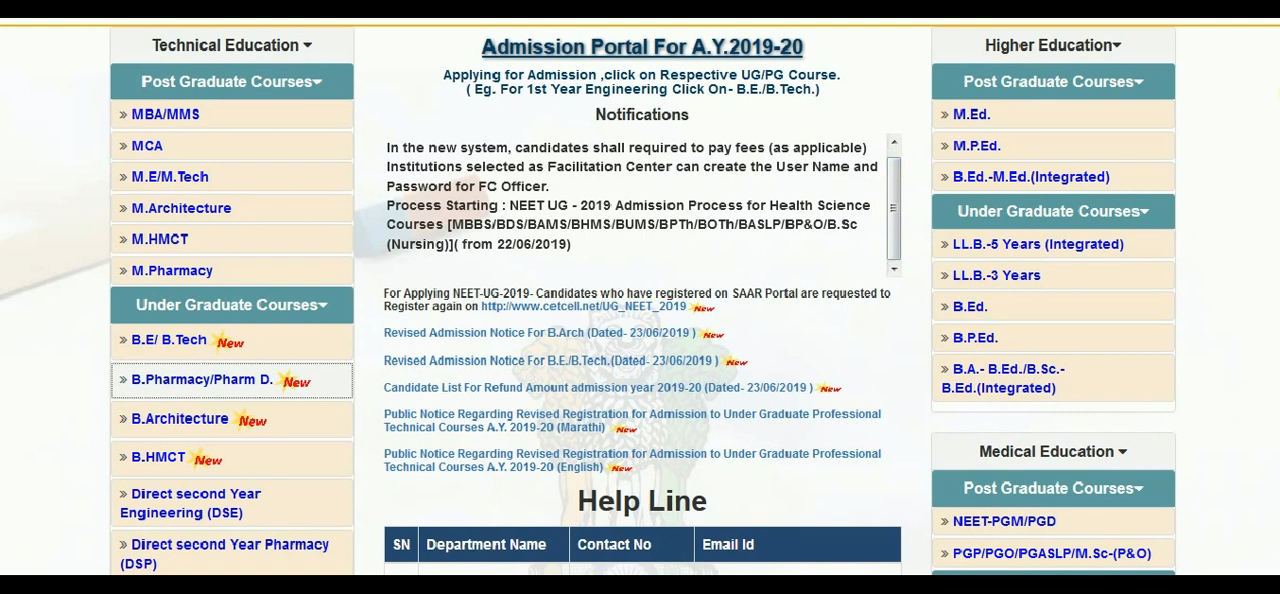 Technical Education
Post Graduate Courses
» MBA/MMS
» MCA
» M.E/M.Tech
» M.Architecture
» M.HMCT
» M.Pharmacy
Under Graduate Courses
» B.E/ B.Tech New
» B.Pharmacy/Pharm D. New
» B.Architecture New
» B.HMCT New
» Direct second Year
Engineering (DSE)
» Direct second Year Pharmacy
(DSP)
Admission Portal For A.Y.2019-20
Applying for Admission ,click on Respective UG/PG Course.
( Eg. For 1st Year Engineering Click On- B.E./B.Tech.)
Notifications
In the new system, candidates shall required to pay fees (as applicable)
Institutions selected as Facilitation Center can create the User Name and
Password for FC Officer.
Process Starting : NEET UG - 2019 Admission Process for Health Science
Courses [MBBS/BDS/BAMS/BHMS/BUMS/BPTh/BOTh/BASLP/BP&O/B.Sc
(Nursing)]( from 22/06/2019)
For Applying NEET-UG-2019- Candidates who have registered on SAAR Portal are requested to
Register again on http://www.cetcell.net/UG_NEET_2019 New
Revised Admission Notice For B.Arch (Dated- 23/06/2019 ) New
Revised Admission Notice For B.E./B.Tech.(Dated- 23/06/2019 ) New
Candidate List For Refund Amount admission year 2019-20 (Dated- 23/06/2019 ) New
Public Notice Regarding Revised Registration for Admission to Under Graduate Professional
Technical Courses A.Y. 2019-20 (Marathi) New
Public Notice Regarding Revised Registration for Admission to Under Graduate Professional
Technical Courses A.Y. 2019-20 (English) New
Help Line
SN Department Name Contact No Email Id
Higher Education
Post Graduate Courses
» M.Ed.
» M.P.Ed.
» B.Ed.-M.Ed.(Integrated)
Under Graduate Courses
» LL.B.-5 Years (Integrated)
» LL.B.-3 Years
» B.Ed.
» B.P.Ed.
» B.A.- B.Ed./B.Sc.-
B.Ed.(Integrated)
Medical Education
Post Graduate Courses
» NEET-PGM/PGD
» PGP/PGO/PGASLP/M.Sc-(P&O)